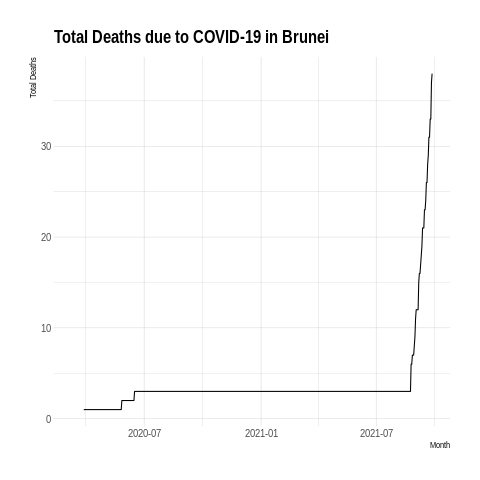 Total Deaths due to COVID-19 in Brunei
Total Deaths
30
20
10
0
2020-07
2021-01
2021-07
Month